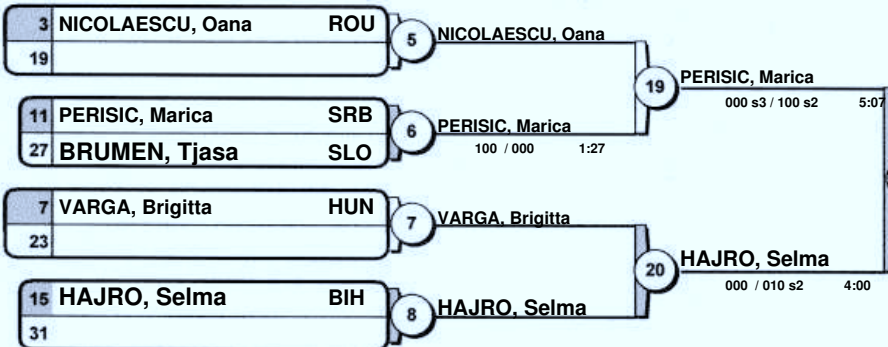 3 NICOLAESCU, Oana ROU
19
5
NICOLAESCU, Oana
11 PERISIC, Marica SRB
27 BRUMEN, Tjasa SLO
6
PERISIC, Marica
100 / 000 1:27
19
PERISIC, Marica
000 s3 / 100 s2 5:07
7 VARGA, Brigitta HUN
23
7
VARGA, Brigitta
15 HAJRO, Selma BIH
31
8
HAJRO, Selma
20
HAJRO, Selma
000 / 010 s2 4:00